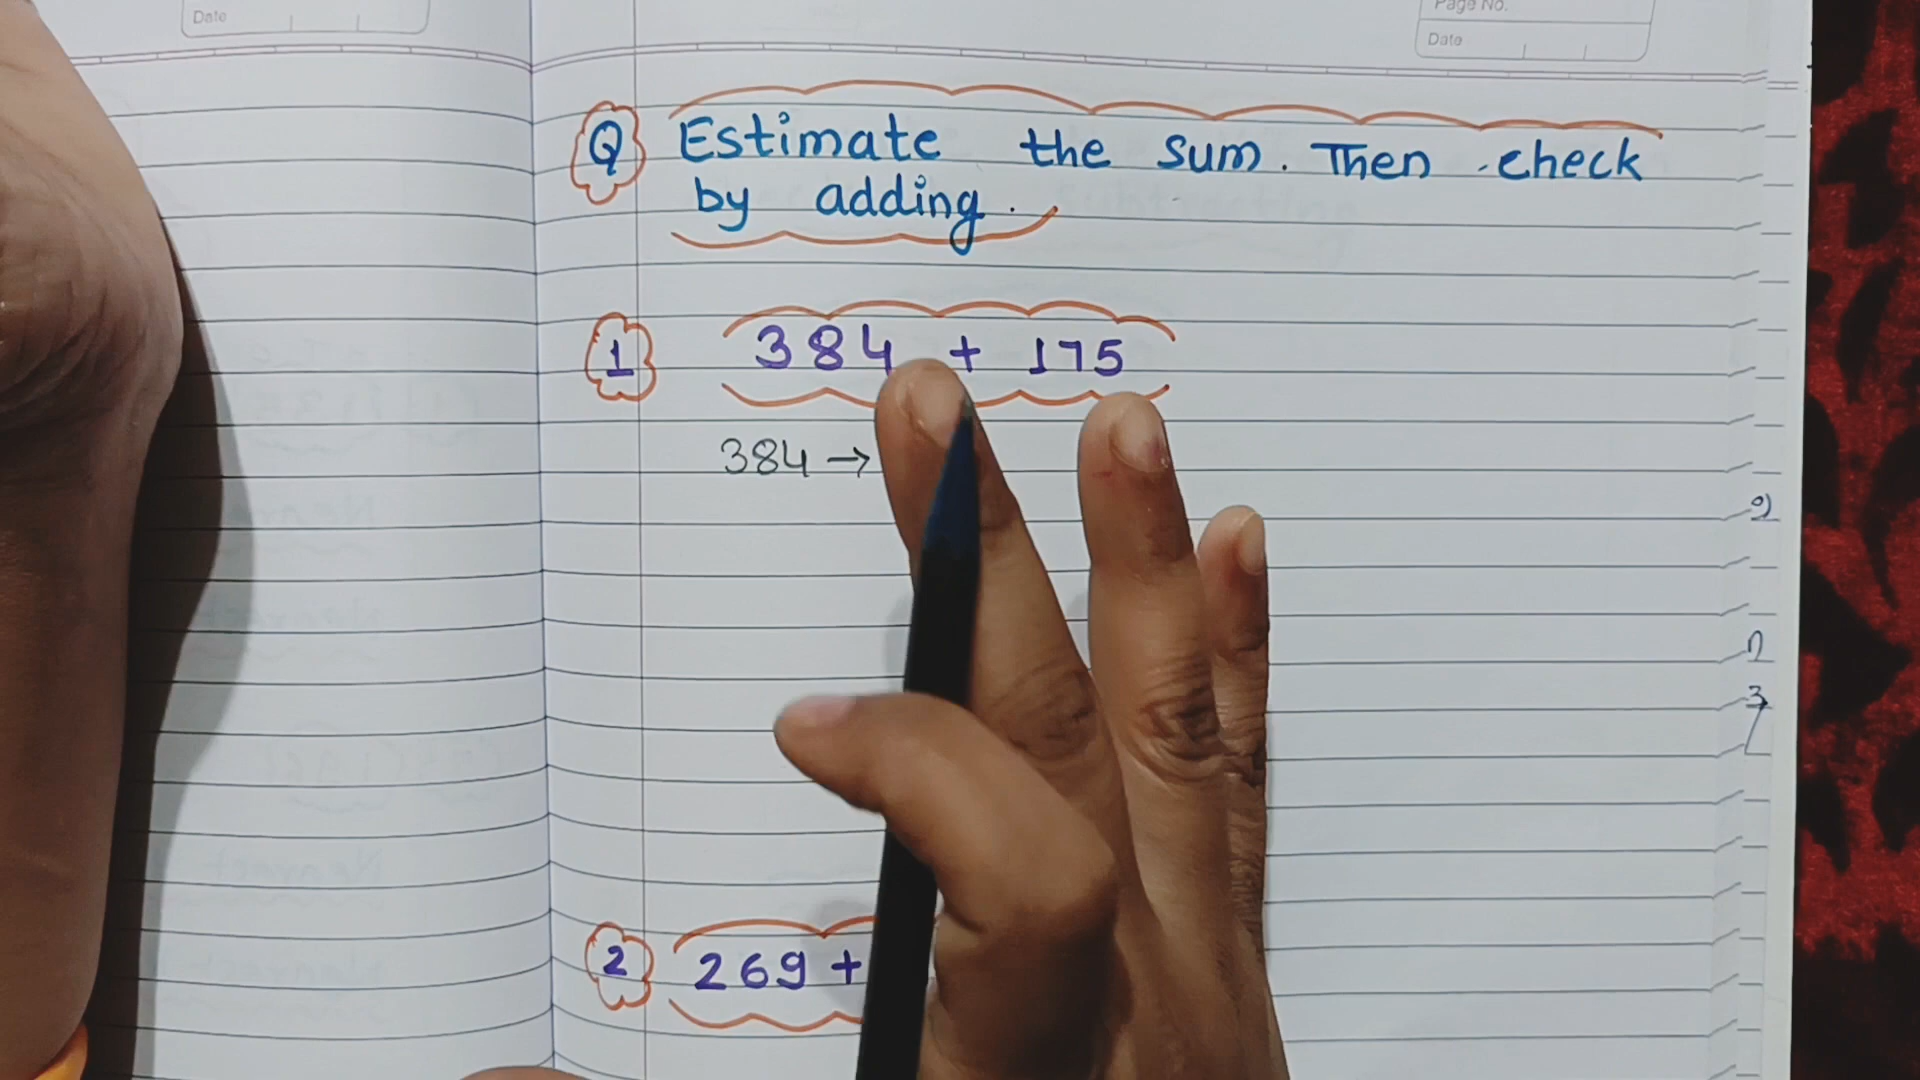 Date
Page No.
Date
Q Estimate the sum. Then check
by adding.
1 384 + 175
384 →
2 269 +